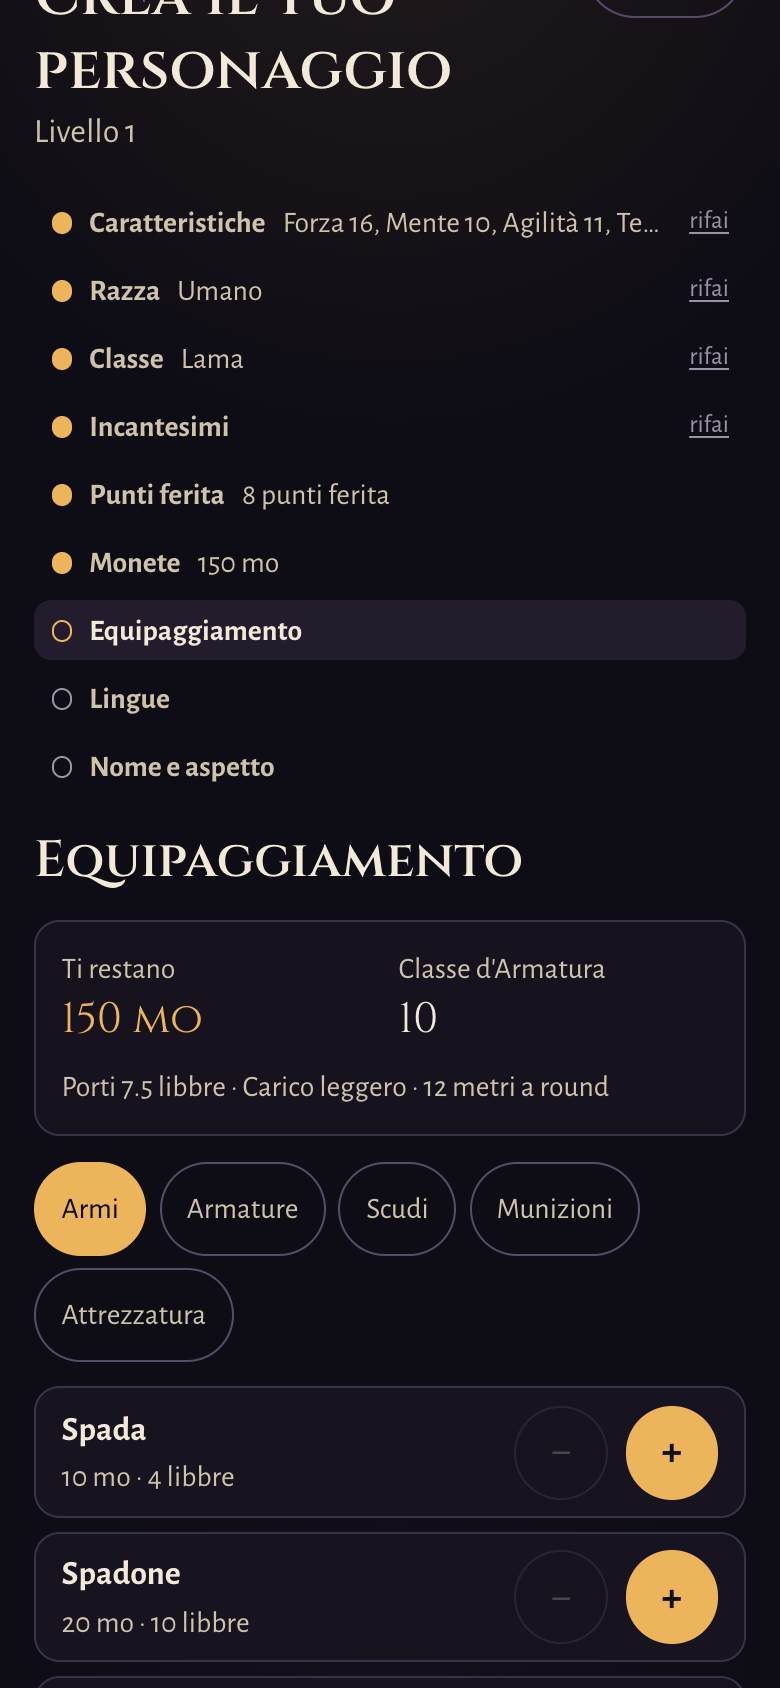 Crea il tuo
personaggio
Livello 1
Caratteristiche Forza 16, Mente 10, Agilità 11, Te... rifai
Razza Umano rifai
Classe Lama rifai
Incantesimi rifai
Punti ferita 8 punti ferita
Monete 150 mo
Equipaggiamento
Lingue
Nome e aspetto
Equipaggiamento
Ti restano Classe d'Armatura
150 mo 10
Porti 7.5 libbre · Carico leggero · 12 metri a round
Armi Armature Scudi Munizioni
Attrezzatura
Spada
10 mo · 4 libbre
− +
Spadone
20 mo · 10 libbre
− +